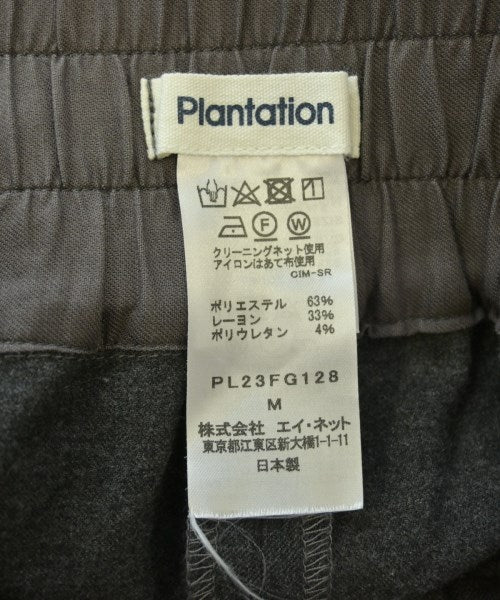 Plantation
F W
クリーニングネット使用
アイロンはあて布使用
CIM-SR
ポリエステル 63%
レーヨン 33%
ポリウレタン 4%
PL23FG128
M
株式会社 エイ・ネット
東京都江東区新大橋1-1-11
日本製